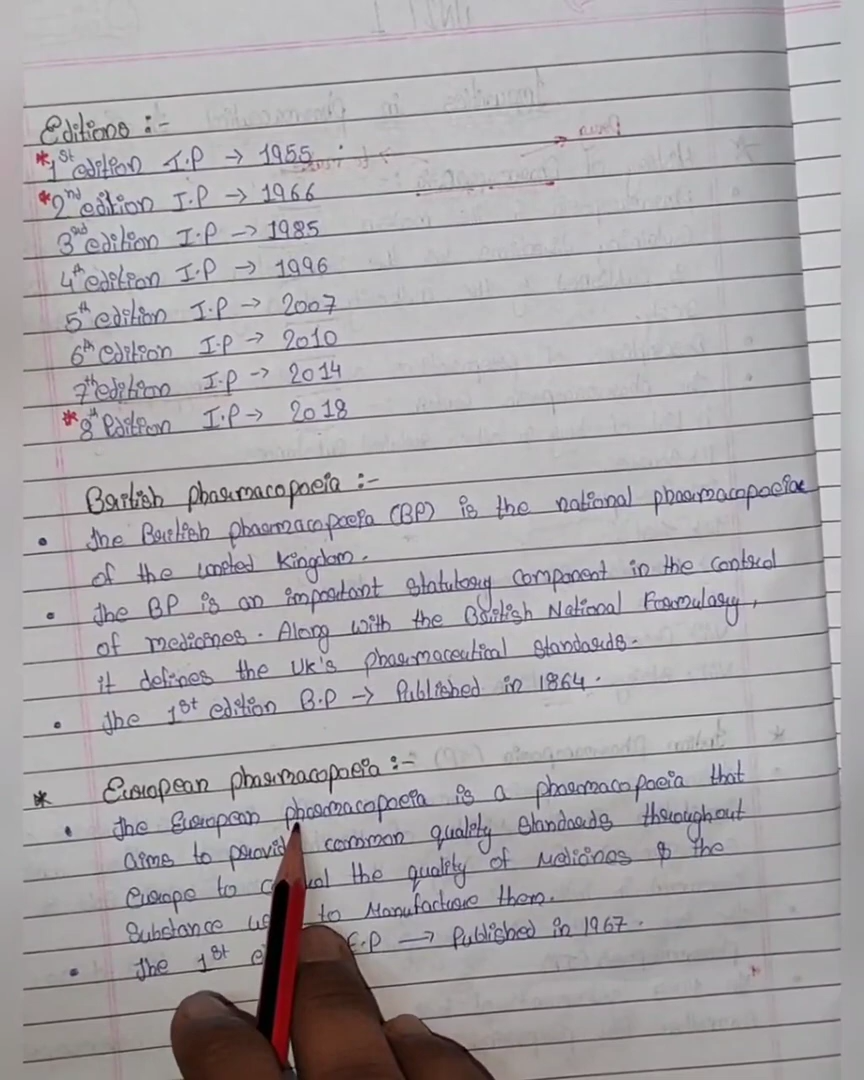 Editions :-
*1st edition I.P → 1955
*2nd edition I.P → 1966
3rd edition I.P → 1985
4th edition I.P → 1996
5th edition I.P → 2007
6th edition I.P → 2010
7th edition I.P → 2014
*8th Edition I.P → 2018
British pharmacopoeia :-
• The British pharmacopoeia (BP) is the national pharmacopoeia
of the United Kingdom.
• The BP is an important statutory component in the control
of medicines. Along with the British National Formulary,
it defines the UK's pharmaceutical standards.
• The 1st edition B.P → Published in 1864.
* European pharmacopoeia :-
• The European pharmacopoeia is a pharmacopoeia that
aims to provid common quality standards throughout
Europe to the quality of Medicines & the
Substance to Manufacture them.
• The 1st E.P → Published in 1967.